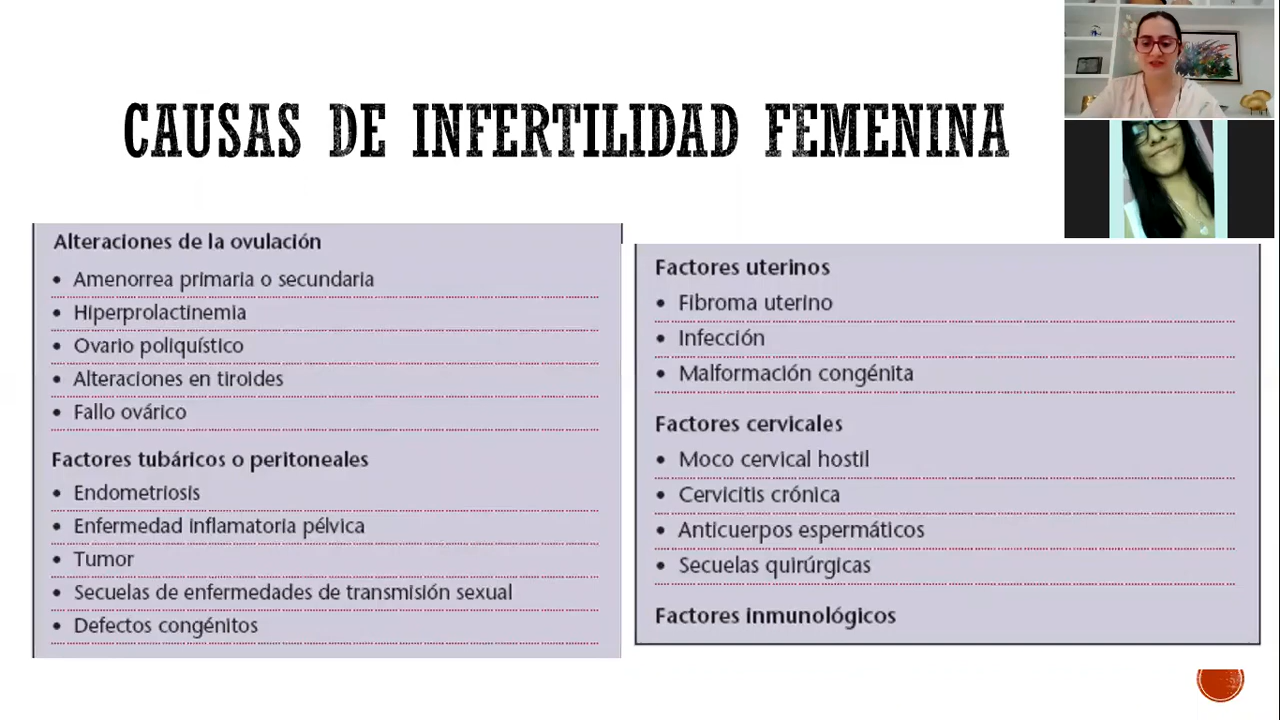 CAUSAS DE INFERTILIDAD FEMENINA
Alteraciones de la ovulación
• Amenorrea primaria o secundaria
• Hiperprolactinemia
• Ovario poliquístico
• Alteraciones en tiroides
• Fallo ovárico
Factores tubáricos o peritoneales
• Endometriosis
• Enfermedad inflamatoria pélvica
• Tumor
• Secuelas de enfermedades de transmisión sexual
• Defectos congénitos
Factores uterinos
• Fibroma uterino
• Infección
• Malformación congénita
Factores cervicales
• Moco cervical hostil
• Cervicitis crónica
• Anticuerpos espermáticos
• Secuelas quirúrgicas
Factores inmunológicos